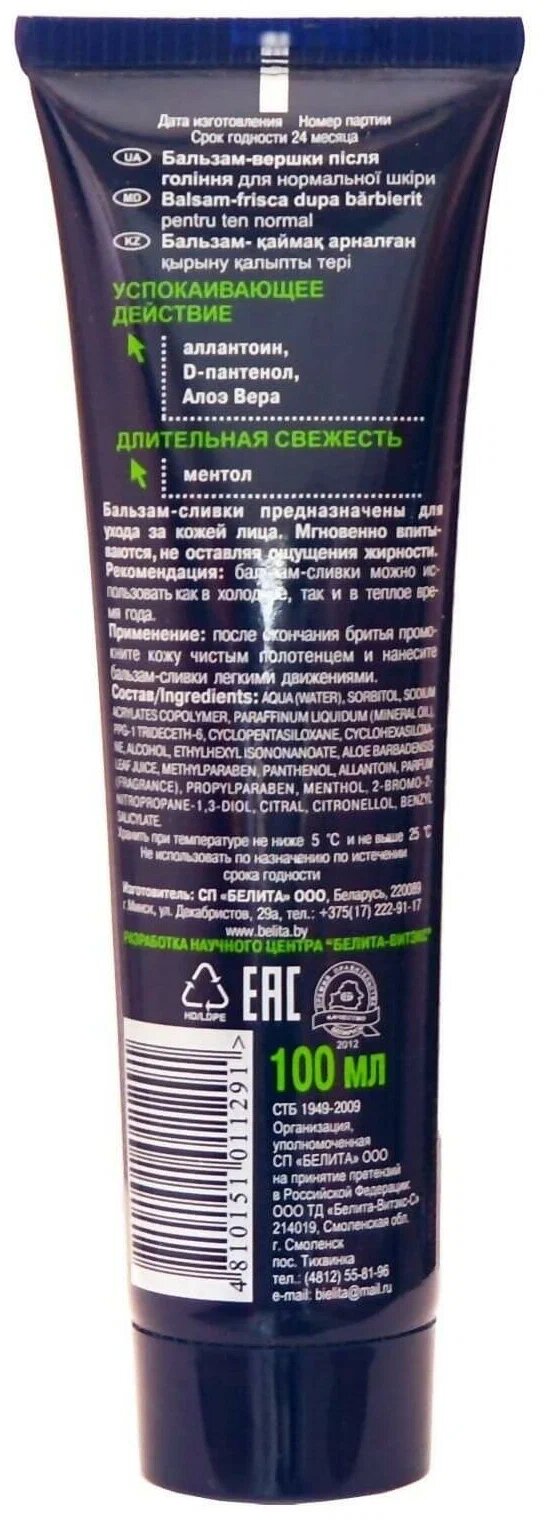 Дата изготовления Номер партии
Срок годности 24 месяца
UA Бальзам-вершки після
гоління для нормальної шкіри
MD Balsam-frisca dupa bărbierit
pentru ten normal
KZ Бальзам- қаймақ арналған
қырыну қалыпты тері
УСПОКАИВАЮЩЕЕ
ДЕЙСТВИЕ
аллантоин,
D-пантенол,
Алоэ Вера
ДЛИТЕЛЬНАЯ СВЕЖЕСТЬ
ментол
Бальзам-сливки предназначены для
ухода за кожей лица. Мгновенно впиты-
ваются, не оставляя ощущения жирности.
Рекомендация: бальзам-сливки можно ис-
пользовать как в холодное, так и в теплое вре-
мя года.
Применение: после окончания бритья промо-
кните кожу чистым полотенцем и нанесите
бальзам-сливки легкими движениями.
Состав/Ingredients: AQUA (WATER), SORBITOL, SODIUM
ACRYLATES COPOLYMER, PARAFFINUM LIQUIDUM (MINERAL OIL),
PPG-1 TRIDECETH-6, CYCLOPENTASILOXANE, CYCLOHEXASILOXA-
NE, ALCOHOL, ETHYLHEXYL ISONONANOATE, ALOE BARBADENSIS
LEAF JUICE, METHYLPARABEN, PANTHENOL, ALLANTOIN, PARFUM
(FRAGRANCE), PROPYLPARABEN, MENTHOL, 2-BROMO-2-
NITROPROPANE-1,3-DIOL, CITRAL, CITRONELLOL, BENZYL
SALICYLATE.
Хранить при температуре не ниже 5 °C и не выше 25 °C
Не использовать по назначению по истечении
срока годности
Изготовитель: СП «БЕЛИТА» ООО, Беларусь, 220089
г.Минск, ул. Декабристов, 29а, тел.: +375(17) 222-91-17
www.belita.by
РАЗРАБОТКА НАУЧНОГО ЦЕНТРА "БЕЛИТА-ВИТЭКС"
HD/LDPE
EAC
2012
100 мл
4 810151 011291 >
СТБ 1949-2009
Организация,
уполномоченная
СП «БЕЛИТА» ООО
на принятие претензий
в Российской Федерации:
ООО ТД «Белита-Витэкс-С»
214019, Смоленская обл.
г. Смоленск
пос. Тихвинка
тел.: (4812) 55-81-96
e-mail: bielita@mail.ru